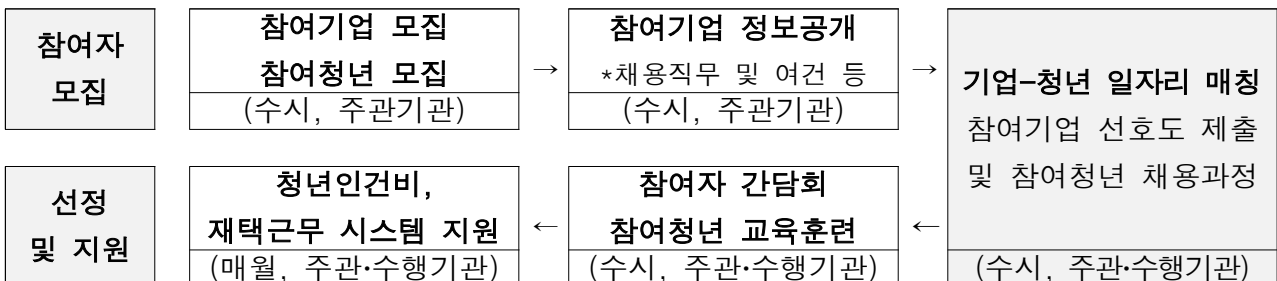 참여자
모집
참여기업 모집
참여청년 모집
(수시, 주관기관)
→
참여기업 정보공개
*채용직무 및 여건 등
(수시, 주관기관)
→
기업-청년 일자리 매칭
참여기업 선호도 제출
및 참여청년 채용과정
(수시, 주관·수행기관)
선정
및 지원
청년인건비,
재택근무 시스템 지원
(매월, 주관·수행기관)
←
참여자 간담회
참여청년 교육훈련
(수시, 주관·수행기관)
←